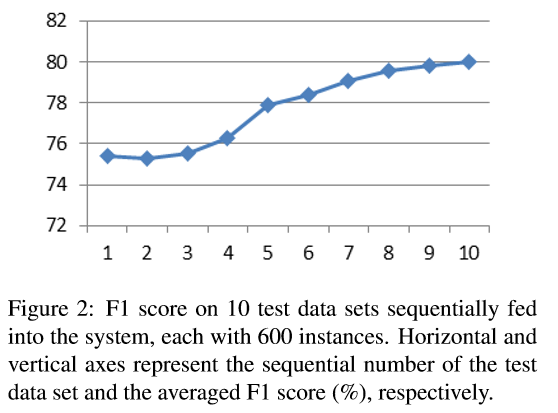 82
80
78
76
74
72
1 2 3 4 5 6 7 8 9 10
Figure 2: F1 score on 10 test data sets sequentially fed
into the system, each with 600 instances. Horizontal and
vertical axes represent the sequential number of the test
data set and the averaged F1 score (%), respectively.